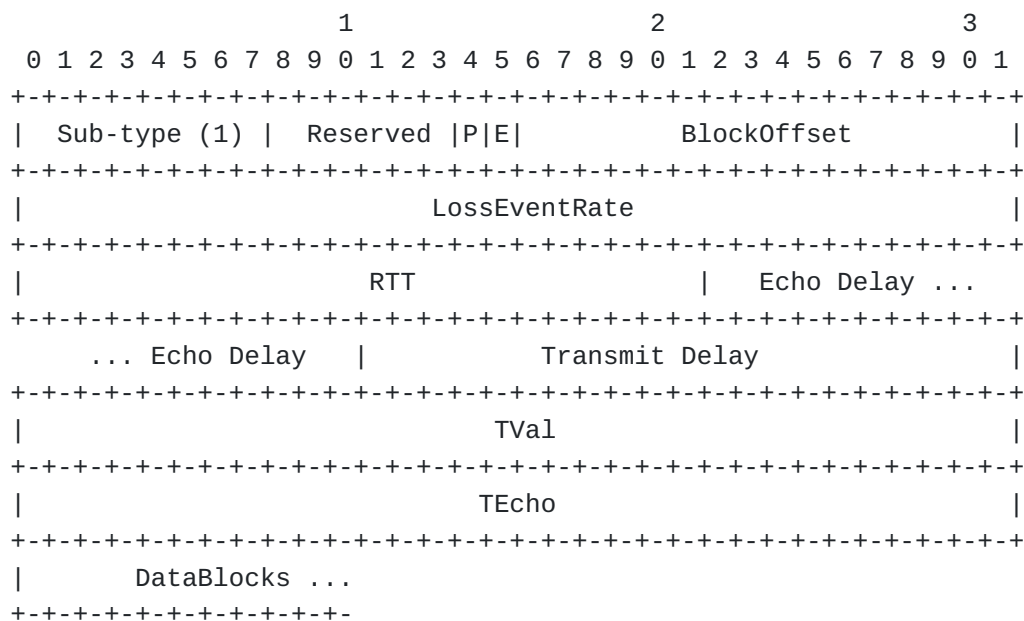 1                   2                   3
 0 1 2 3 4 5 6 7 8 9 0 1 2 3 4 5 6 7 8 9 0 1 2 3 4 5 6 7 8 9 0 1
+-+-+-+-+-+-+-+-+-+-+-+-+-+-+-+-+-+-+-+-+-+-+-+-+-+-+-+-+-+-+-+-+
|  Sub-type (1) |  Reserved |P|E|          BlockOffset          |
+-+-+-+-+-+-+-+-+-+-+-+-+-+-+-+-+-+-+-+-+-+-+-+-+-+-+-+-+-+-+-+-+
|                          LossEventRate                        |
+-+-+-+-+-+-+-+-+-+-+-+-+-+-+-+-+-+-+-+-+-+-+-+-+-+-+-+-+-+-+-+-+
|                      RTT                  |   Echo Delay ...
+-+-+-+-+-+-+-+-+-+-+-+-+-+-+-+-+-+-+-+-+-+-+-+-+-+-+-+-+-+-+-+-+
     ... Echo Delay   |           Transmit Delay                |
+-+-+-+-+-+-+-+-+-+-+-+-+-+-+-+-+-+-+-+-+-+-+-+-+-+-+-+-+-+-+-+-+
|                              TVal                             |
+-+-+-+-+-+-+-+-+-+-+-+-+-+-+-+-+-+-+-+-+-+-+-+-+-+-+-+-+-+-+-+-+
|                             TEcho                             |
+-+-+-+-+-+-+-+-+-+-+-+-+-+-+-+-+-+-+-+-+-+-+-+-+-+-+-+-+-+-+-+-+
|       DataBlocks ...
+-+-+-+-+-+-+-+-+-+-+-